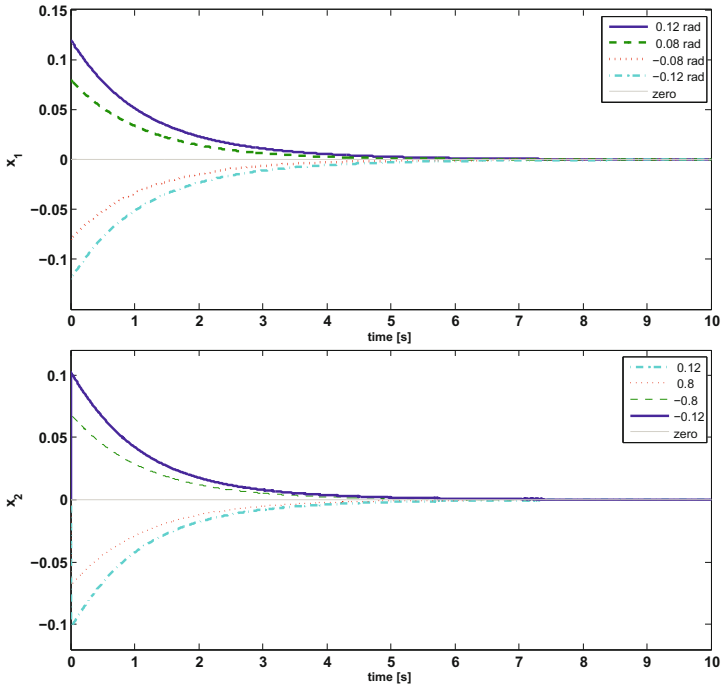 0.15
0.1
0.05
0
−0.05
−0.1
x1
0.12 rad
0.08 rad
−0.08 rad
−0.12 rad
zero
0 1 2 3 4 5 6 7 8 9 10
time [s]
0.1
0.05
0
−0.05
−0.1
x2
0.12
0.8
−0.8
−0.12
zero
0 1 2 3 4 5 6 7 8 9 10
time [s]